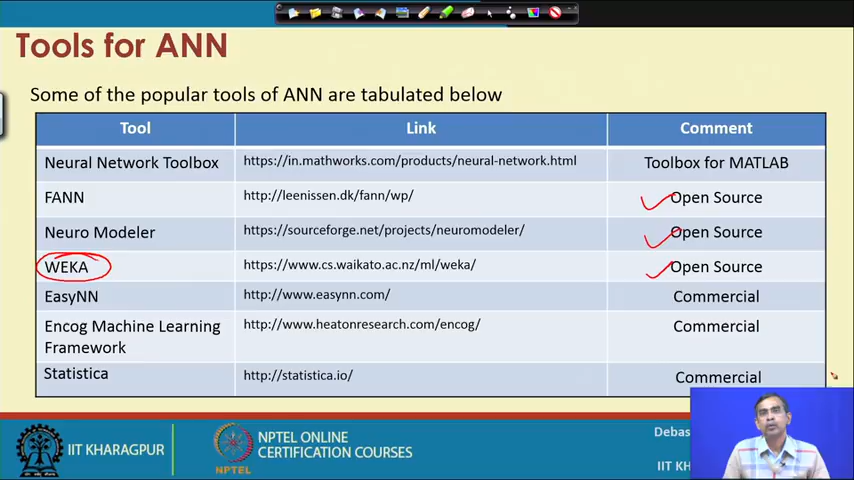 Tools for ANN
Some of the popular tools of ANN are tabulated below
Tool Link Comment
Neural Network Toolbox https://in.mathworks.com/products/neural-network.html Toolbox for MATLAB
FANN http://leenissen.dk/fann/wp/ Open Source
Neuro Modeler https://sourceforge.net/projects/neuromodeler/ Open Source
WEKA https://www.cs.waikato.ac.nz/ml/weka/ Open Source
EasyNN http://www.easynn.com/ Commercial
Encog Machine Learning http://www.heatonresearch.com/encog/ Commercial
Framework
Statistica http://statistica.io/ Commercial
IIT KHARAGPUR
NPTEL
NPTEL ONLINE
CERTIFICATION COURSES
Debas
IIT K